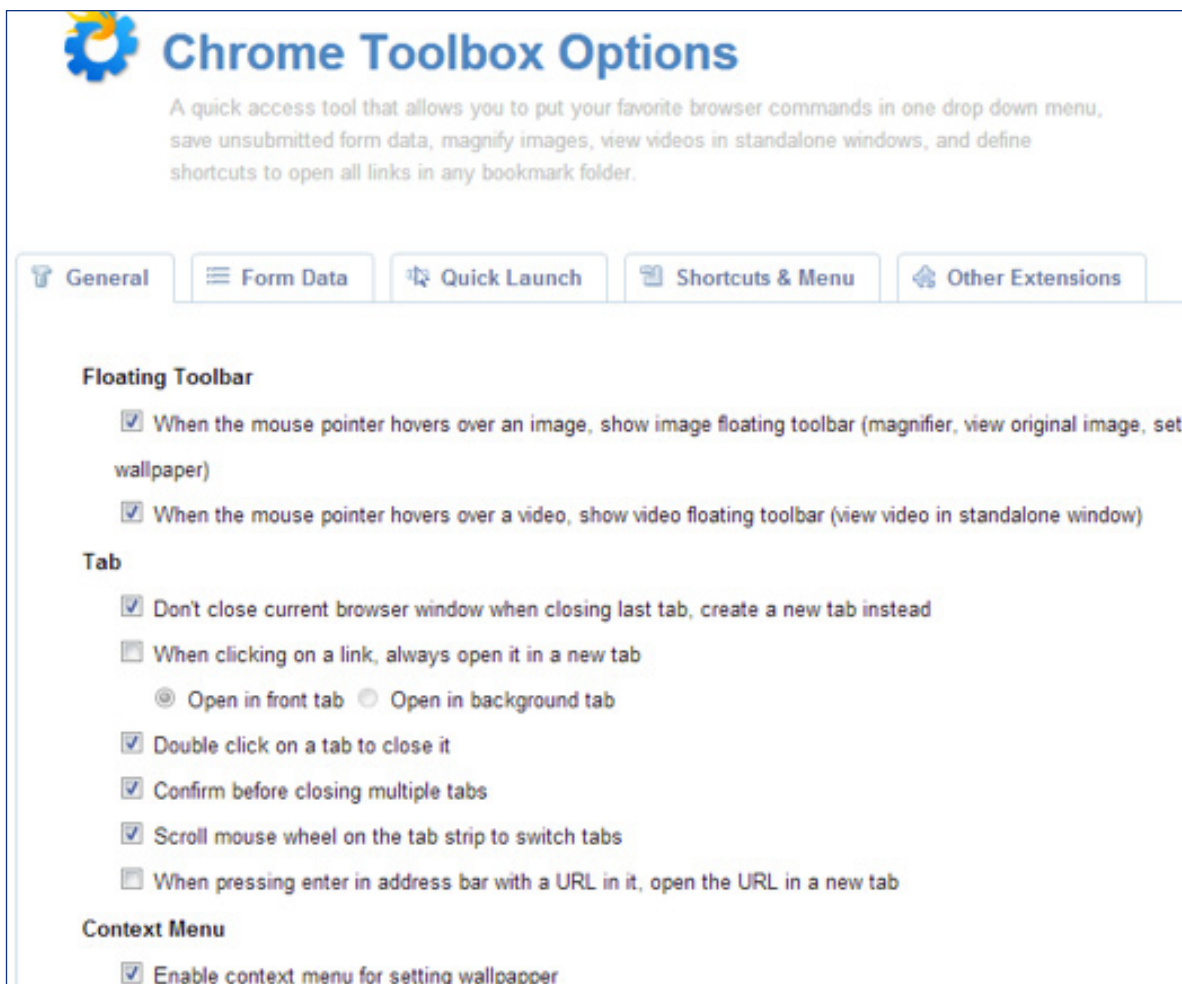 Chrome Toolbox Options
A quick access tool that allows you to put your favorite browser commands in one drop down menu,
save unsubmitted form data, magnify images, view videos in standalone windows, and define
shortcuts to open all links in any bookmark folder.
General Form Data Quick Launch Shortcuts & Menu Other Extensions
Floating Toolbar
When the mouse pointer hovers over an image, show image floating toolbar (magnifier, view original image, set
wallpaper)
When the mouse pointer hovers over a video, show video floating toolbar (view video in standalone window)
Tab
Don't close current browser window when closing last tab, create a new tab instead
When clicking on a link, always open it in a new tab
Open in front tab Open in background tab
Double click on a tab to close it
Confirm before closing multiple tabs
Scroll mouse wheel on the tab strip to switch tabs
When pressing enter in address bar with a URL in it, open the URL in a new tab
Context Menu
Enable context menu for setting wallpapper